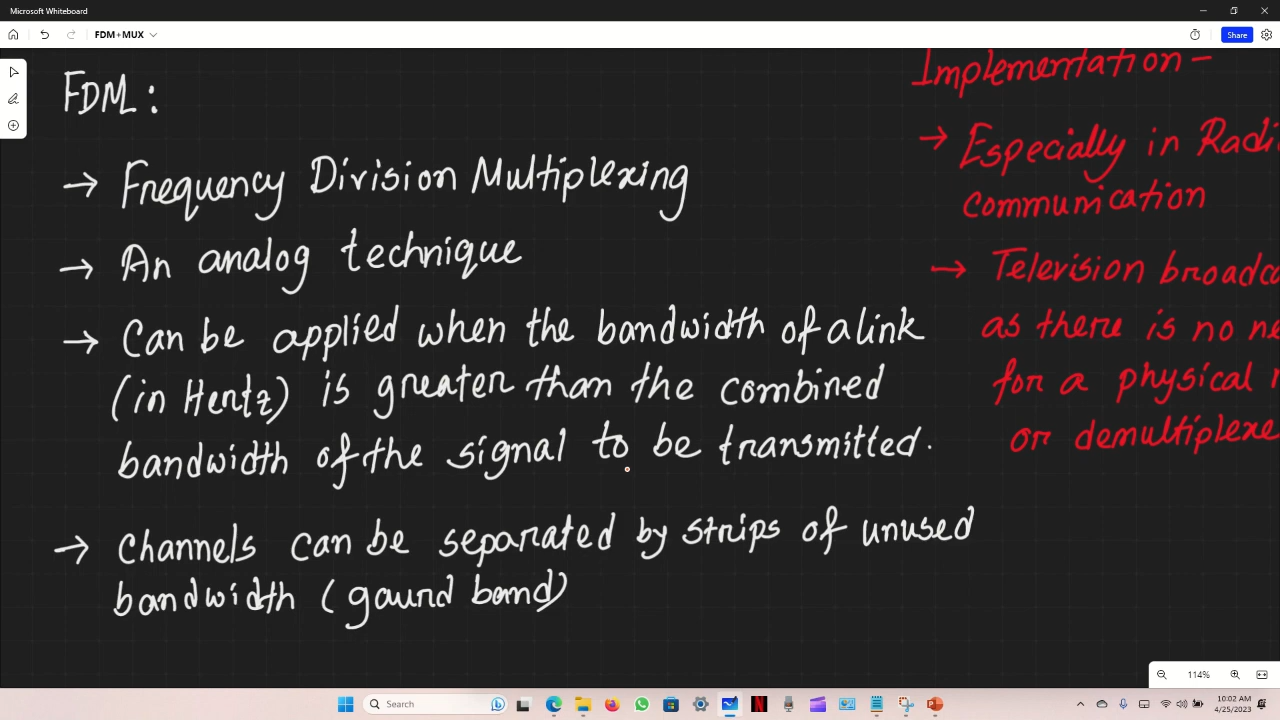 Microsoft Whiteboard
FDM+MUX
Share
FDM :
→ Frequency Division Multiplexing
→ An analog technique
→ Can be applied when the bandwidth of a link
(in Hertz) is greater than the combined
bandwidth of the signal to be transmitted.
→ Channels can be separated by strips of unused
bandwidth (gaurd band)
Implementation -
→ Especially in Radi
communication
→ Television broadca
as there is no ne
for a physical
or demultiplexe
114%
Search
10:02 AM
4/25/2023